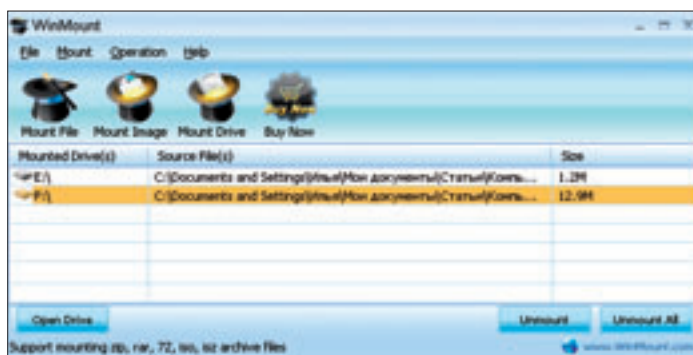 WinMount
File Mount Operation Help
Mount File Mount Image Mount Drive Buy Now
Mounted Drive(s) Source File(s) Size
E:\ C:\Documents and Settings\Илья\Мои документы\Статьи\Компь... 1.2M
F:\ C:\Documents and Settings\Илья\Мои документы\Статьи\Компь... 12.9M
Open Drive Unmount Unmount All
Support mounting zip, rar, 7Z, iso, isz archive files www.WinMount.com